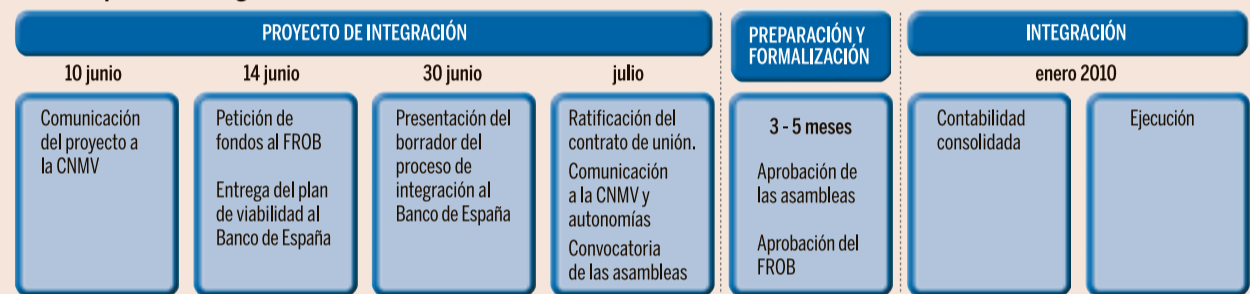 PROYECTO DE INTEGRACIÓN
10 junio
Comunicación
del proyecto a
la CNMV
14 junio
Petición de
fondos al FROB
Entrega del plan
de viabilidad al
Banco de España
30 junio
Presentación del
borrador del
proceso de
integración al
Banco de España
julio
Ratificación del
contrato de unión.
Comunicación
a la CNMV y
autonomías
Convocatoria
de las asambleas
PREPARACIÓN Y
FORMALIZACIÓN
3 - 5 meses
Aprobación de
las asambleas
Aprobación del
FROB
INTEGRACIÓN
enero 2010
Contabilidad
consolidada
Ejecución